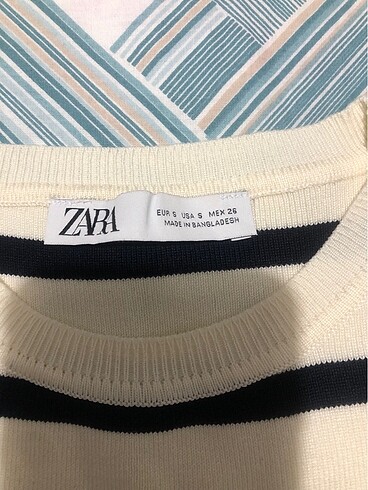 ZARA
EUR S USA S MEX 26
MADE IN BANGLADESH